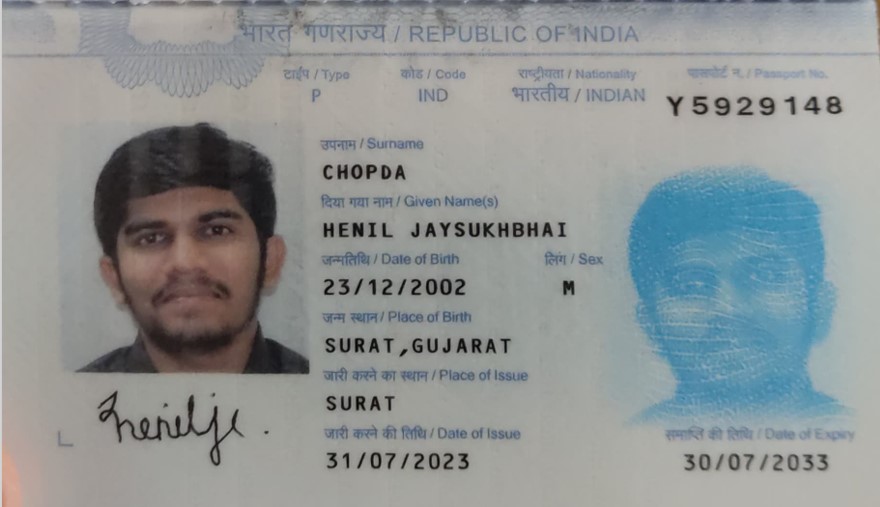 भारत गणराज्य / REPUBLIC OF INDIA
टाईप / Type कोड / Code राष्ट्रीयता / Nationality पासपोर्ट न. / Passport No.
P IND भारतीय / INDIAN Y5929148
उपनाम / Surname
CHOPDA
दिया गया नाम / Given Name(s)
HENIL JAYSUKHBHAI
जन्मतिथि / Date of Birth लिंग / Sex
23/12/2002 M
जन्म स्थान / Place of Birth
SURAT,GUJARAT
जारी करने का स्थान / Place of Issue
SURAT
जारी करने की तिथि / Date of Issue समाप्ति की तिथि / Date of Expiry
31/07/2023 30/07/2033